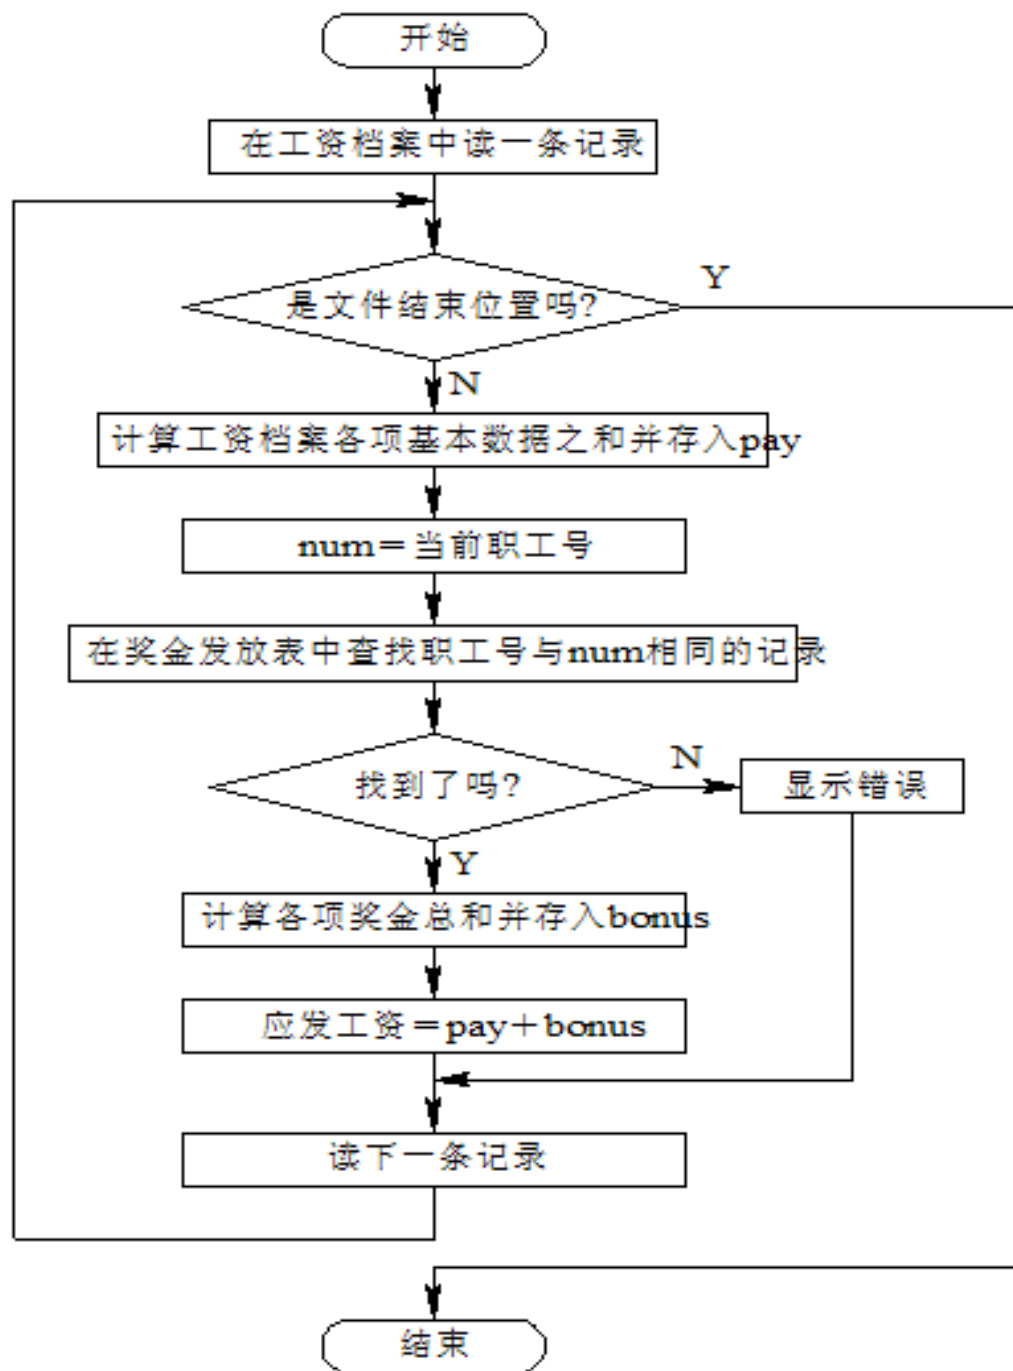 开始
在工资档案中读一条记录
是文件结束位置吗?
Y
N
计算工资档案各项基本数据之和并存入pay
num=当前职工号
在奖金发放表中查找职工号与num相同的记录
找到了吗?
N
显示错误
Y
计算各项奖金总和并存入bonus
应发工资=pay+bonus
读下一条记录
结束